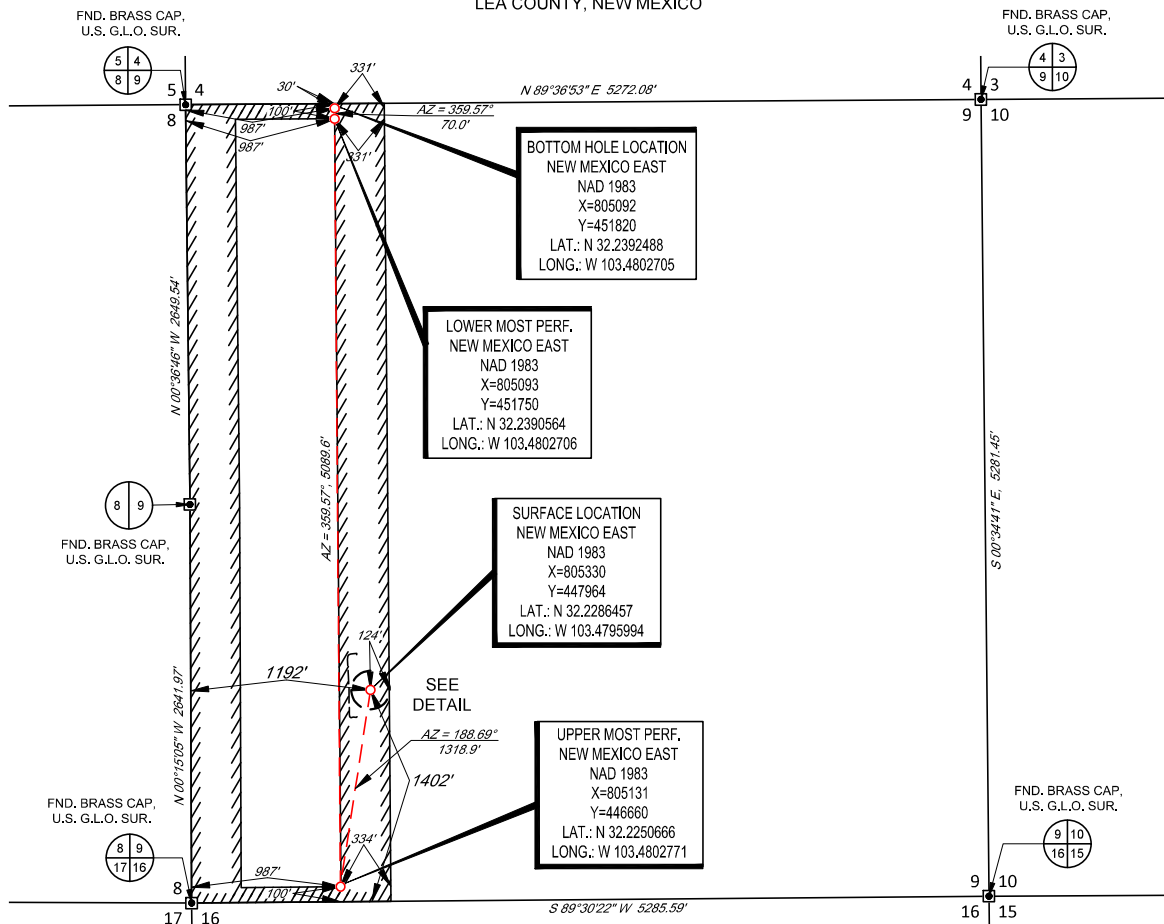 LEA COUNTY, NEW MEXICO
FND. BRASS CAP,
U.S. G.L.O. SUR.
5 4
8 9
5 4
8
FND. BRASS CAP,
U.S. G.L.O. SUR.
4 3
9 10
4 3
9 10
30'
331'
N 89°36'53" E 5272.08'
100'
AZ = 359.57°
70.0'
987'
987'
331'
BOTTOM HOLE LOCATION
NEW MEXICO EAST
NAD 1983
X=805092
Y=451820
LAT.: N 32.2392488
LONG.: W 103.4802705
LOWER MOST PERF.
NEW MEXICO EAST
NAD 1983
X=805093
Y=451750
LAT.: N 32.2390564
LONG.: W 103.4802706
N 00°36'46" W 2649.54'
AZ = 359.57°, 5089.6'
S 00°34'41" E, 5281.45'
8 9
FND. BRASS CAP,
U.S. G.L.O. SUR.
SURFACE LOCATION
NEW MEXICO EAST
NAD 1983
X=805330
Y=447964
LAT.: N 32.2286457
LONG.: W 103.4795994
124'
1192'
SEE
DETAIL
N 00°15'05" W 2641.97'
AZ = 188.69°
1318.9'
1402'
UPPER MOST PERF.
NEW MEXICO EAST
NAD 1983
X=805131
Y=446660
LAT.: N 32.2250666
LONG.: W 103.4802771
FND. BRASS CAP,
U.S. G.L.O. SUR.
8 9
17 16
FND. BRASS CAP,
U.S. G.L.O. SUR.
9 10
16 15
334'
987'
100'
8
17 16
S 89°30'22" W 5285.59'
9 10
16 15